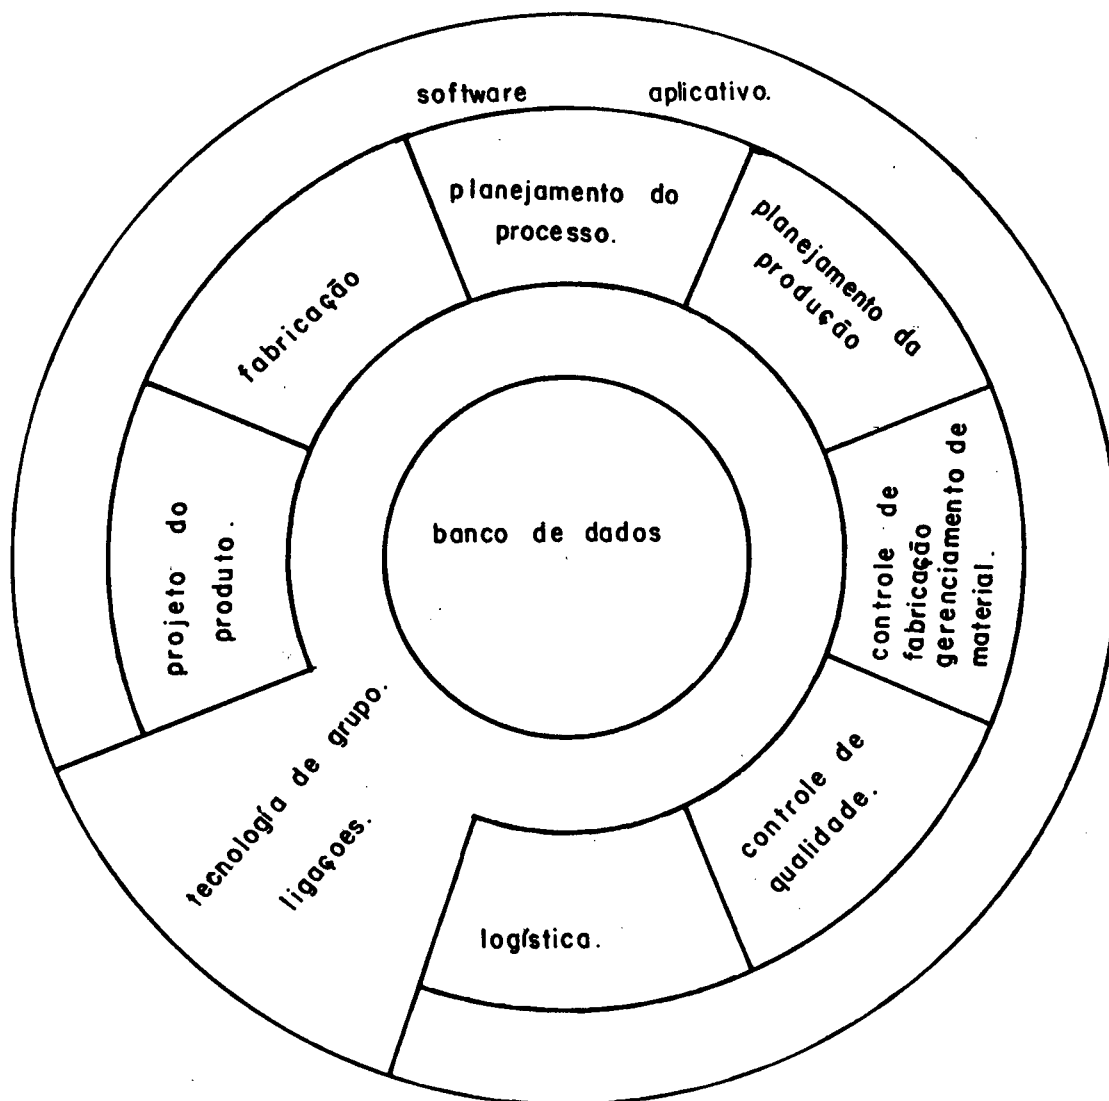 software aplicativo.
planejamento do
processo.
planejamento da
produção
fabricação
projeto do
produto.
banco de dados
controle de
fabricação
gerenciamento de
material.
controle de
qualidade.
logística.
tecnología de grupo.
ligaçoes.